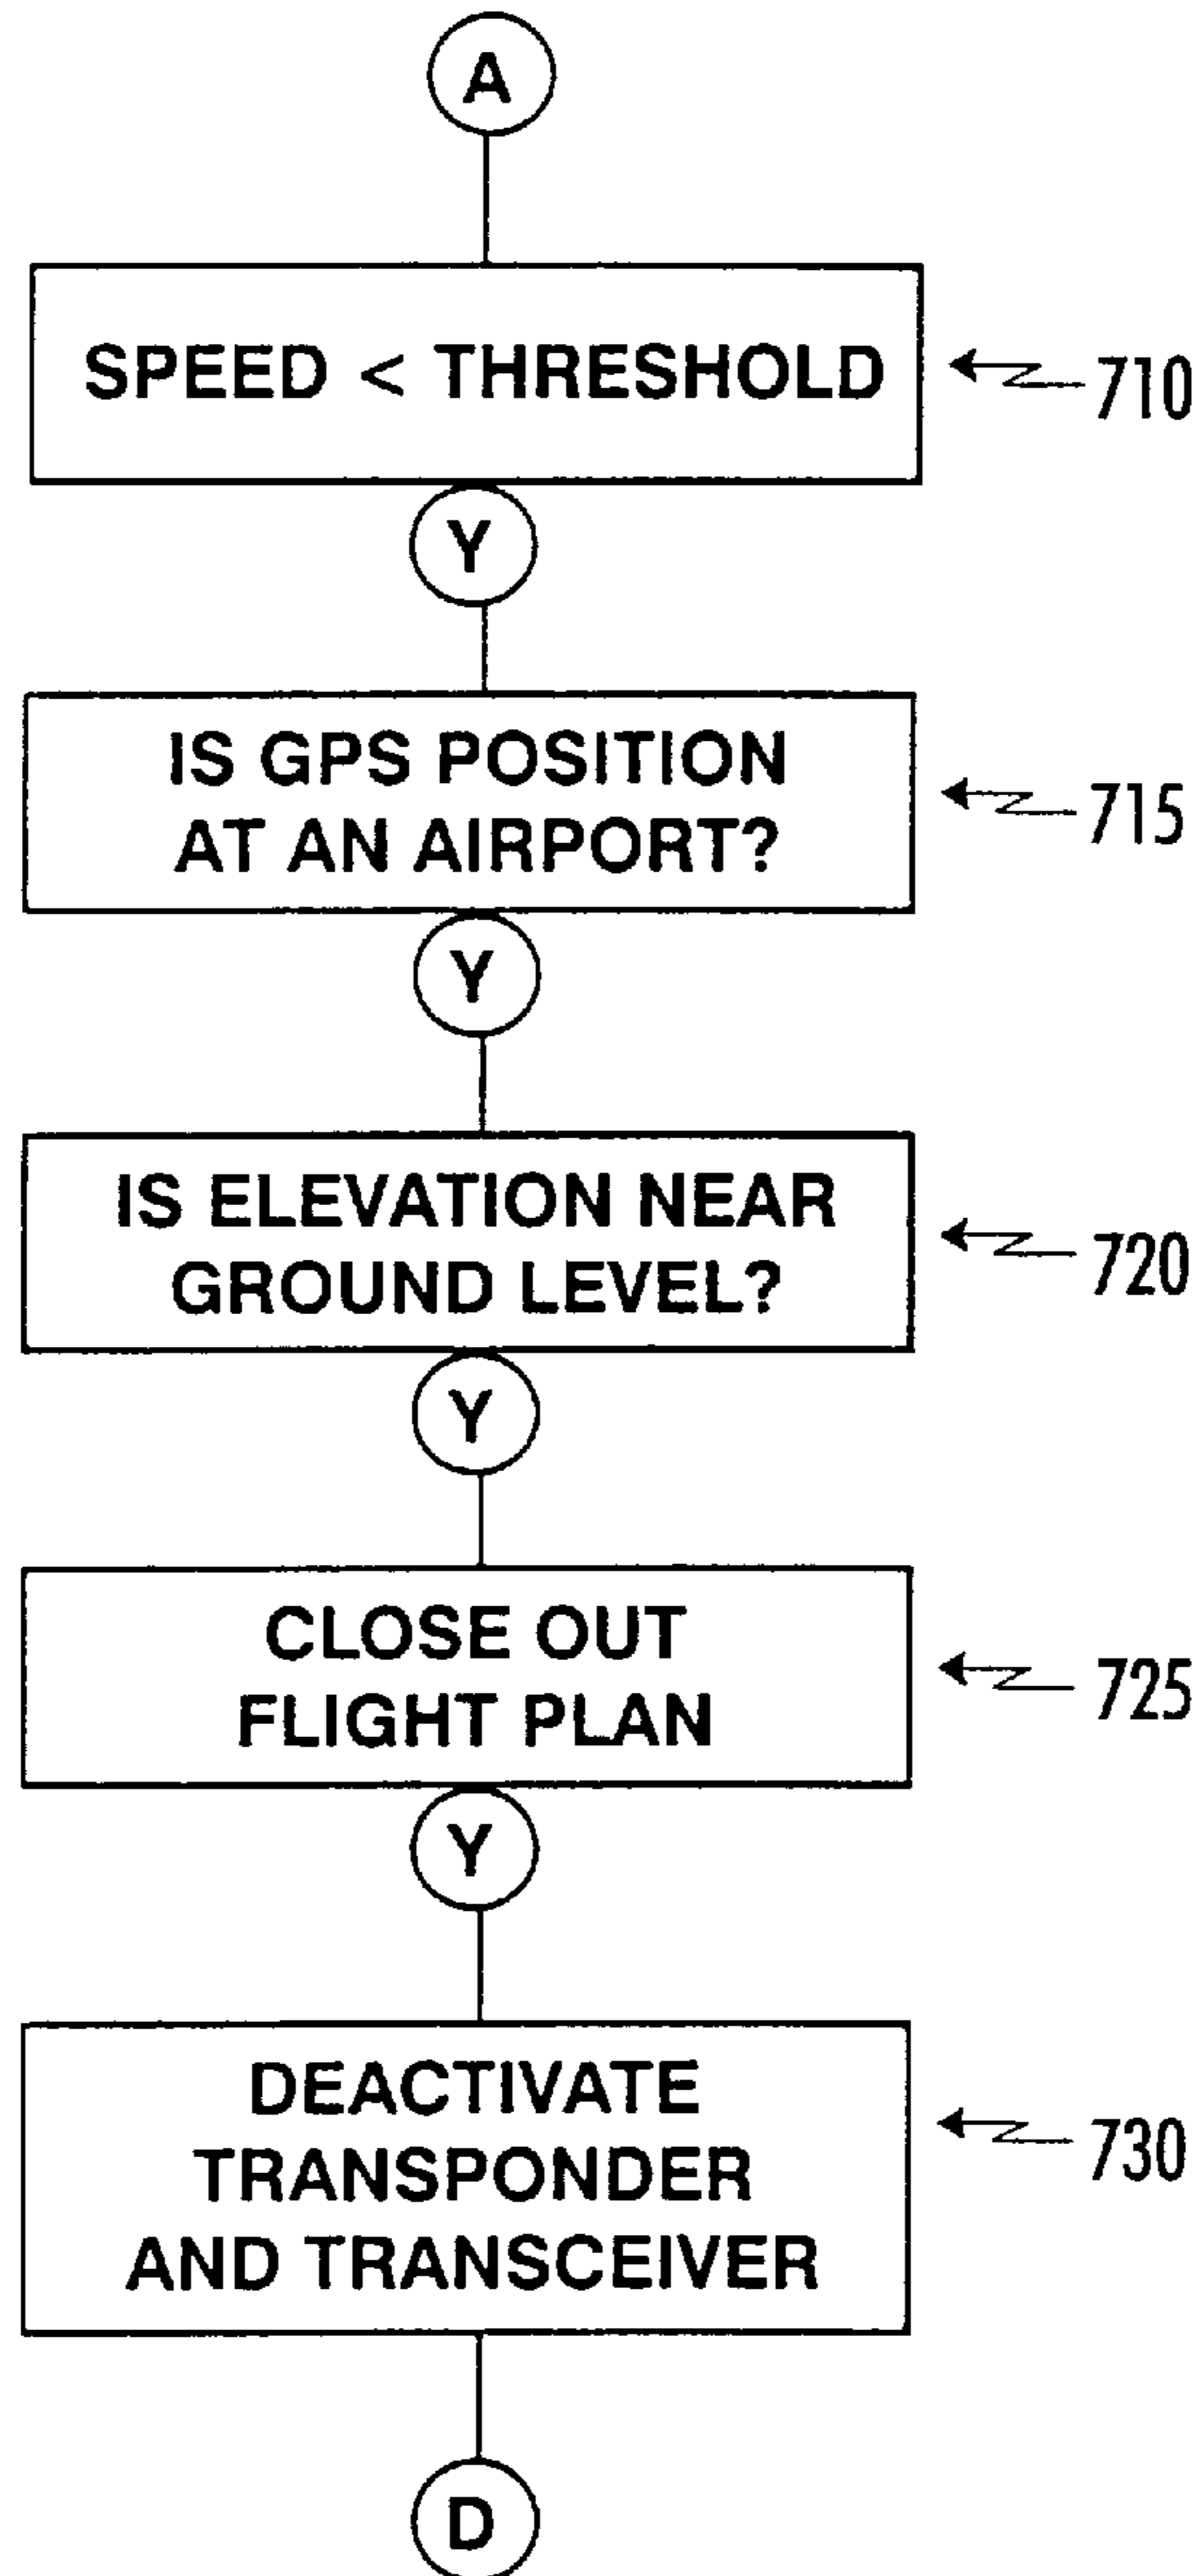 A
SPEED < THRESHOLD
710
Y
IS GPS POSITION
AT AN AIRPORT?
715
Y
IS ELEVATION NEAR
GROUND LEVEL?
720
Y
CLOSE OUT
FLIGHT PLAN
725
Y
DEACTIVATE
TRANSPONDER
AND TRANSCEIVER
730
D